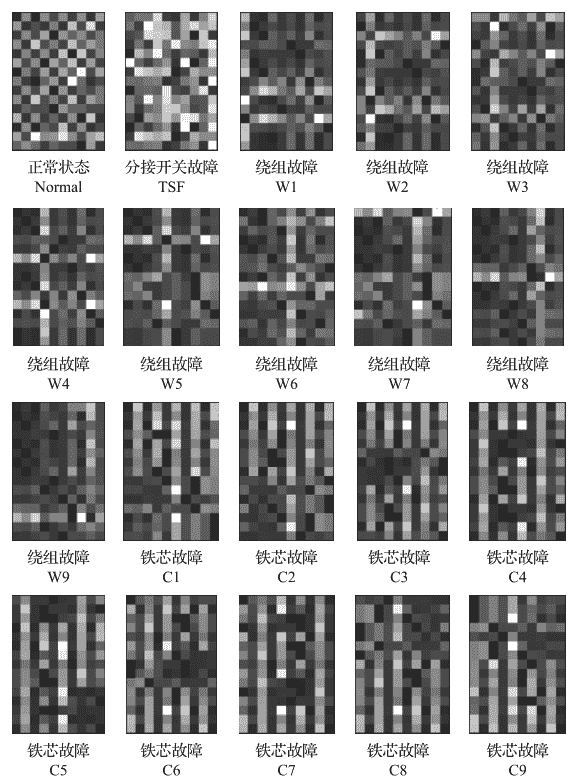 正常状态
Normal
分接开关故障
TSF
绕组故障
W1
绕组故障
W2
绕组故障
W3
绕组故障
W4
绕组故障
W5
绕组故障
W6
绕组故障
W7
绕组故障
W8
绕组故障
W9
铁芯故障
C1
铁芯故障
C2
铁芯故障
C3
铁芯故障
C4
铁芯故障
C5
铁芯故障
C6
铁芯故障
C7
铁芯故障
C8
铁芯故障
C9